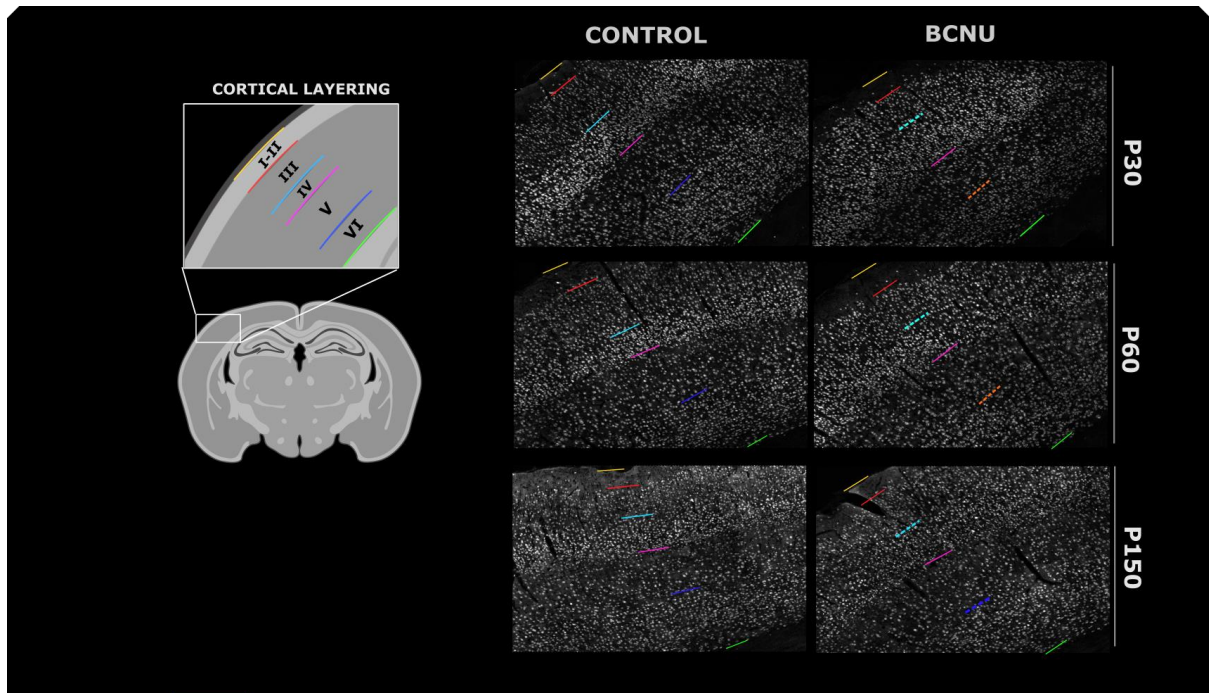 CONTROL
BCNU
CORTICAL LAYERING
I-II
III
IV
V
VI
P30
P60
P150